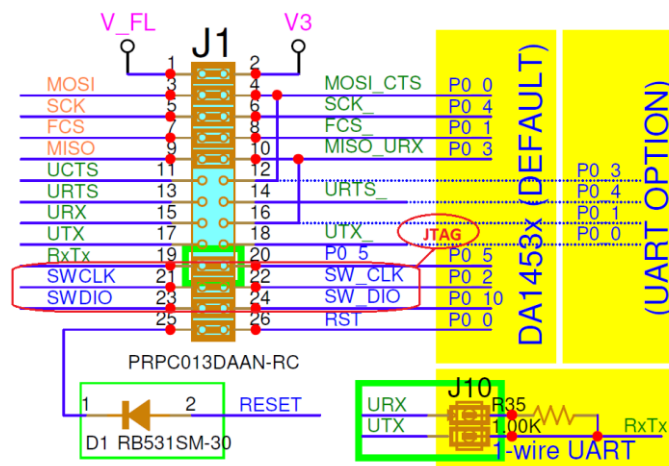 V_FL J1 V3
1 2
MOSI 3 4 MOSI_CTS P0_0
SCK 5 6 SCK_ P0_4
FCS 7 8 FCS_ P0_1
MISO 9 10 MISO_URX P0_3
UCTS 11 12 P0_3
URTS 13 14 URTS_ P0_4
URX 15 16 P0_1
UTX 17 18 UTX_ P0_0
JTAG
RxTx 19 20 P0_5 P0_5
SWCLK 21 22 SW_CLK P0_2
SWDIO 23 24 SW_DIO P0_10
25 26 RST P0_0
DA1453x (DEFAULT)
(UART OPTION)
PRPC013DAAN-RC
1 2 RESET
D1 RB531SM-30
J10
URX R35
UTX 1.00K RxTx
1-wire UART